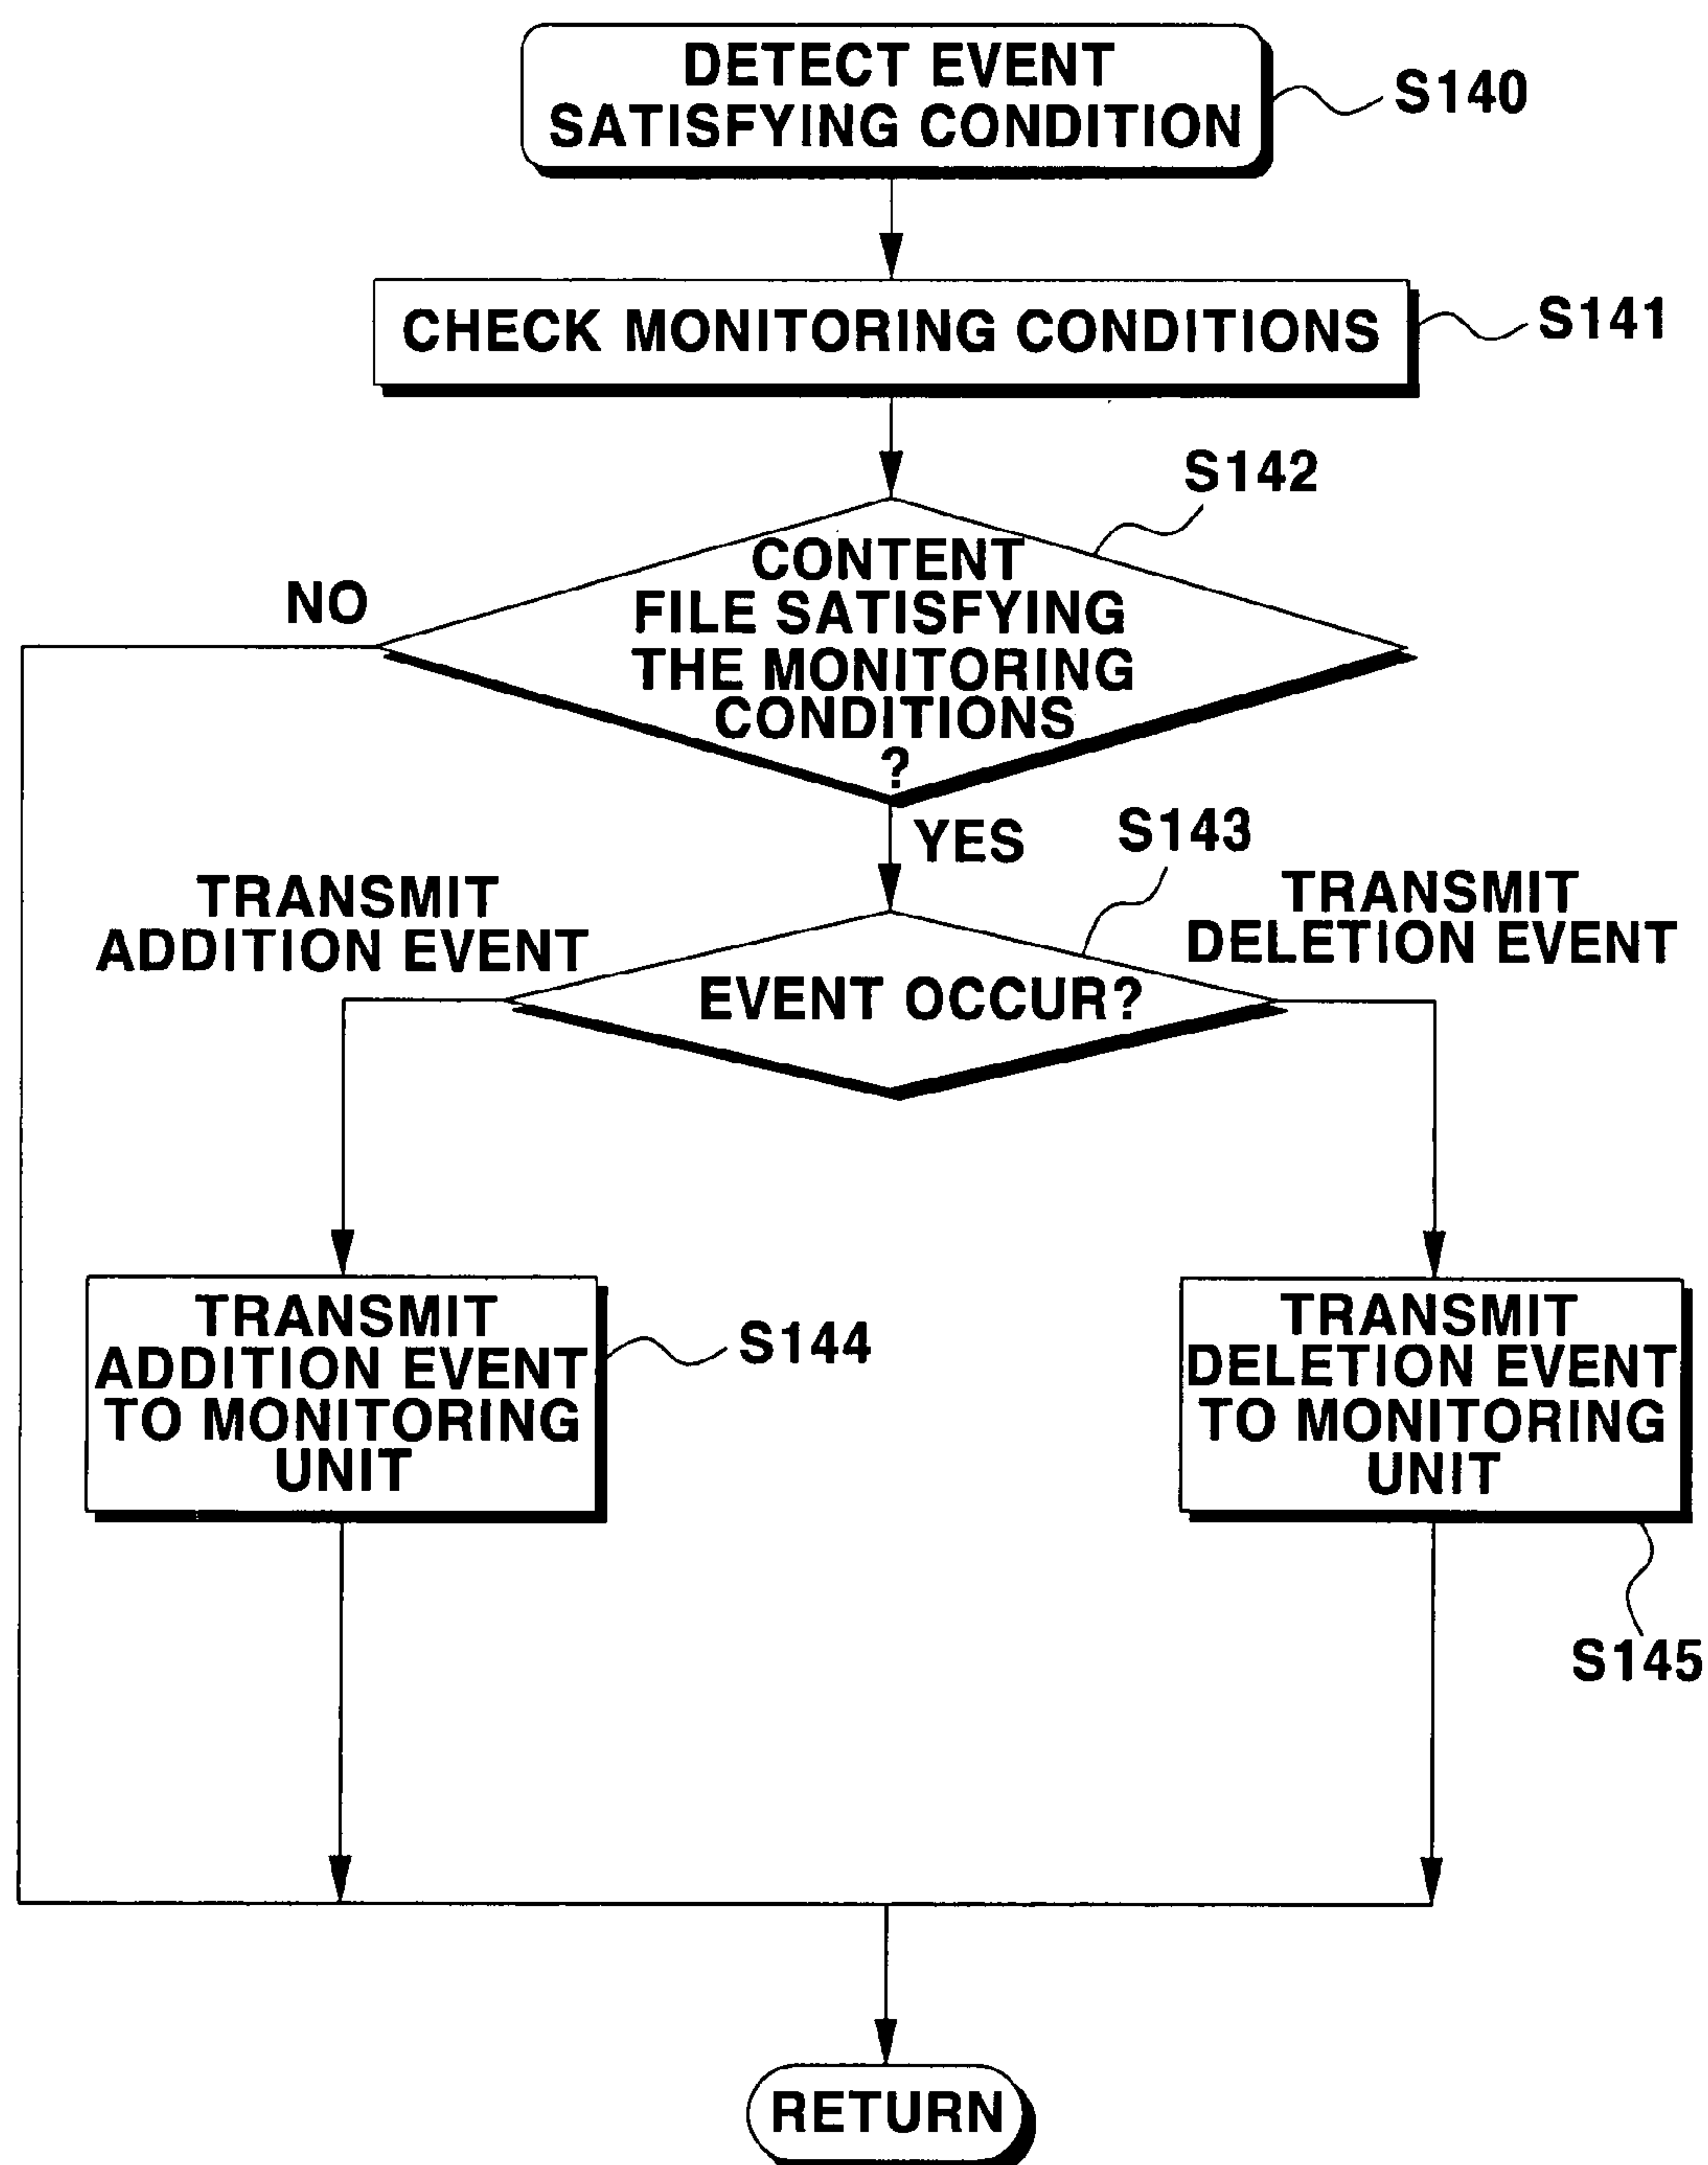 DETECT EVENT
SATISFYING CONDITION
S140
CHECK MONITORING CONDITIONS
S141
S142
CONTENT
FILE SATISFYING
THE MONITORING
CONDITIONS
?
NO
YES
S143
TRANSMIT
ADDITION EVENT
TRANSMIT
DELETION EVENT
EVENT OCCUR?
TRANSMIT
ADDITION EVENT
TO MONITORING
UNIT
S144
TRANSMIT
DELETION EVENT
TO MONITORING
UNIT
S145
RETURN